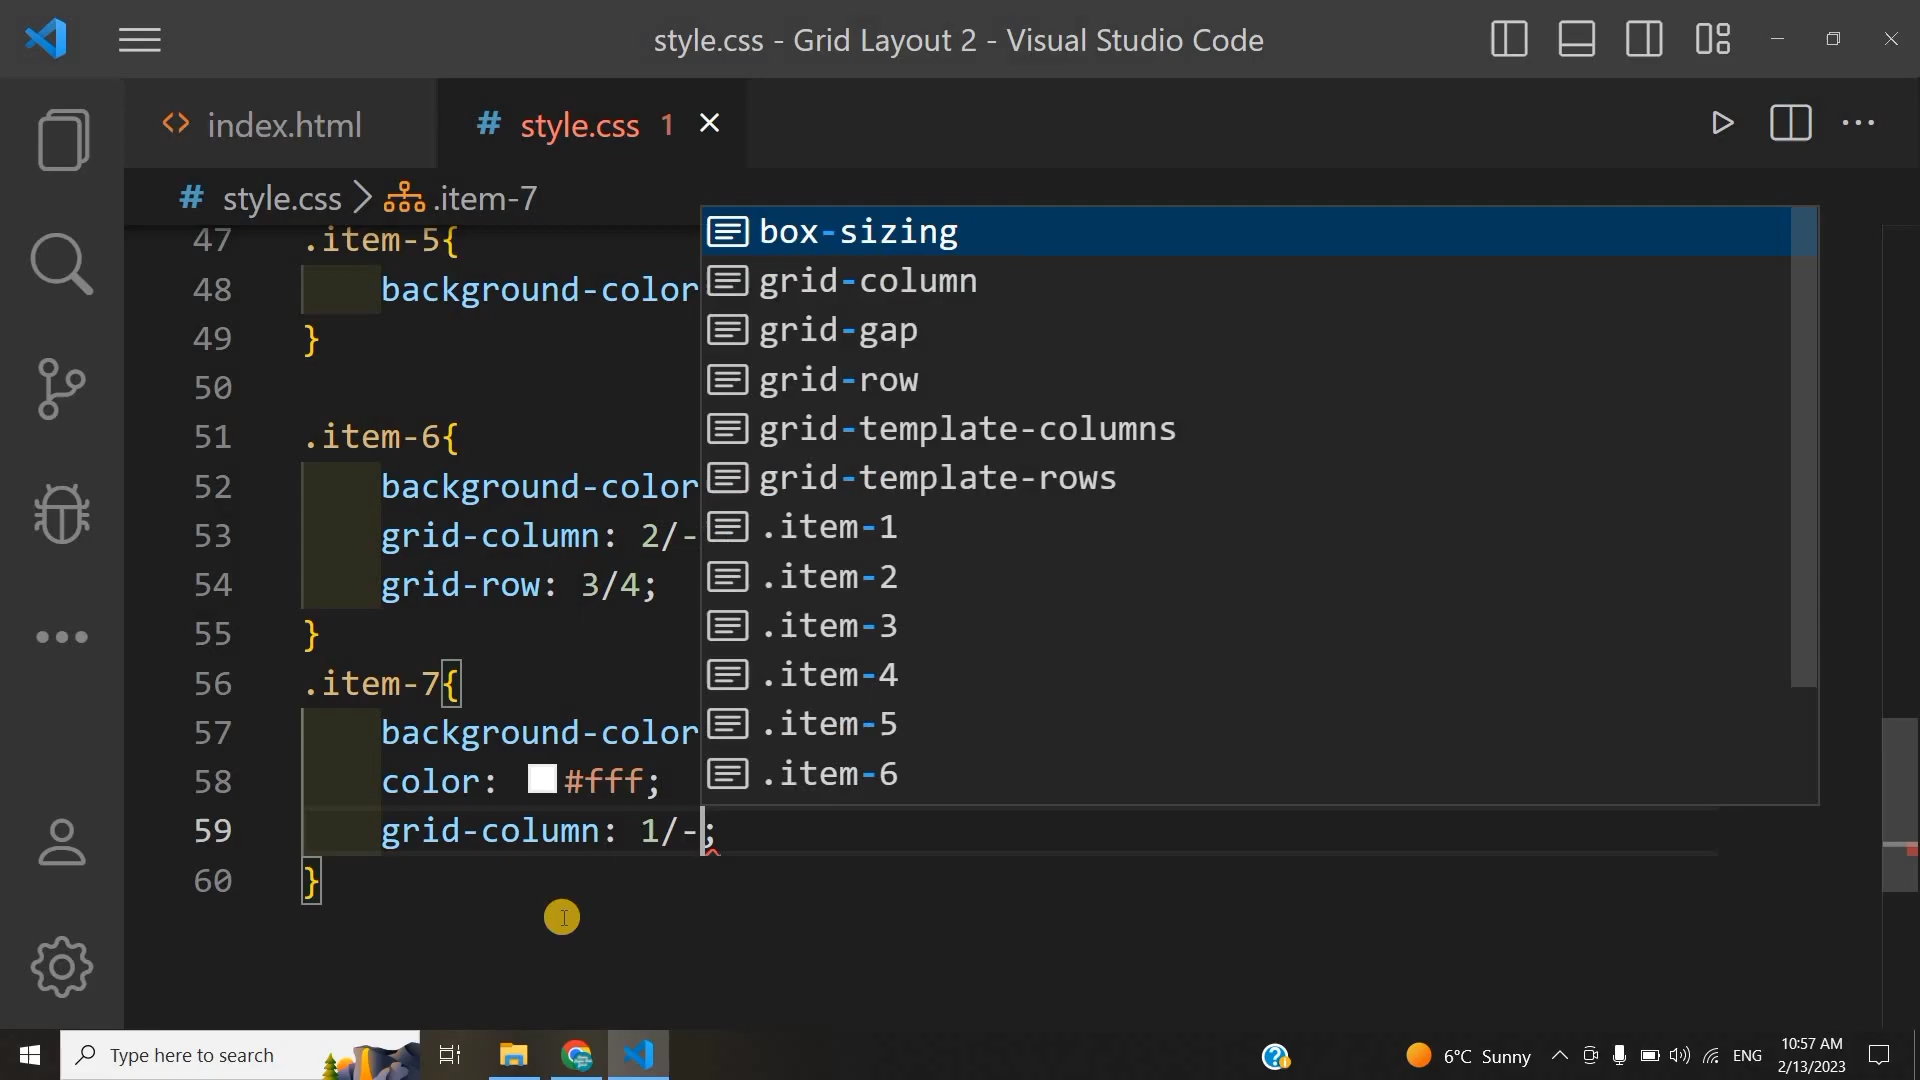 style.css - Grid Layout 2 - Visual Studio Code
index.html
# style.css 1
# style.css > .item-7
47 .item-5{
48 background-color
49 }
50
51 .item-6{
52 background-color
53 grid-column: 2/-
54 grid-row: 3/4;
55 }
56 .item-7{
57 background-color
58 color: #fff;
59 grid-column: 1/-;
60 }
box-sizing
grid-column
grid-gap
grid-row
grid-template-columns
grid-template-rows
.item-1
.item-2
.item-3
.item-4
.item-5
.item-6
Type here to search
6°C Sunny
ENG
10:57 AM
2/13/2023